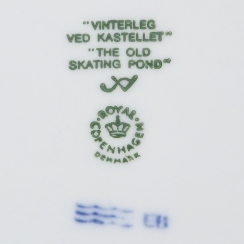 "VINTERLEG
VED KASTELLET"
"THE OLD
SKATING POND"
ROYAL
COPENHAGEN
DENMARK